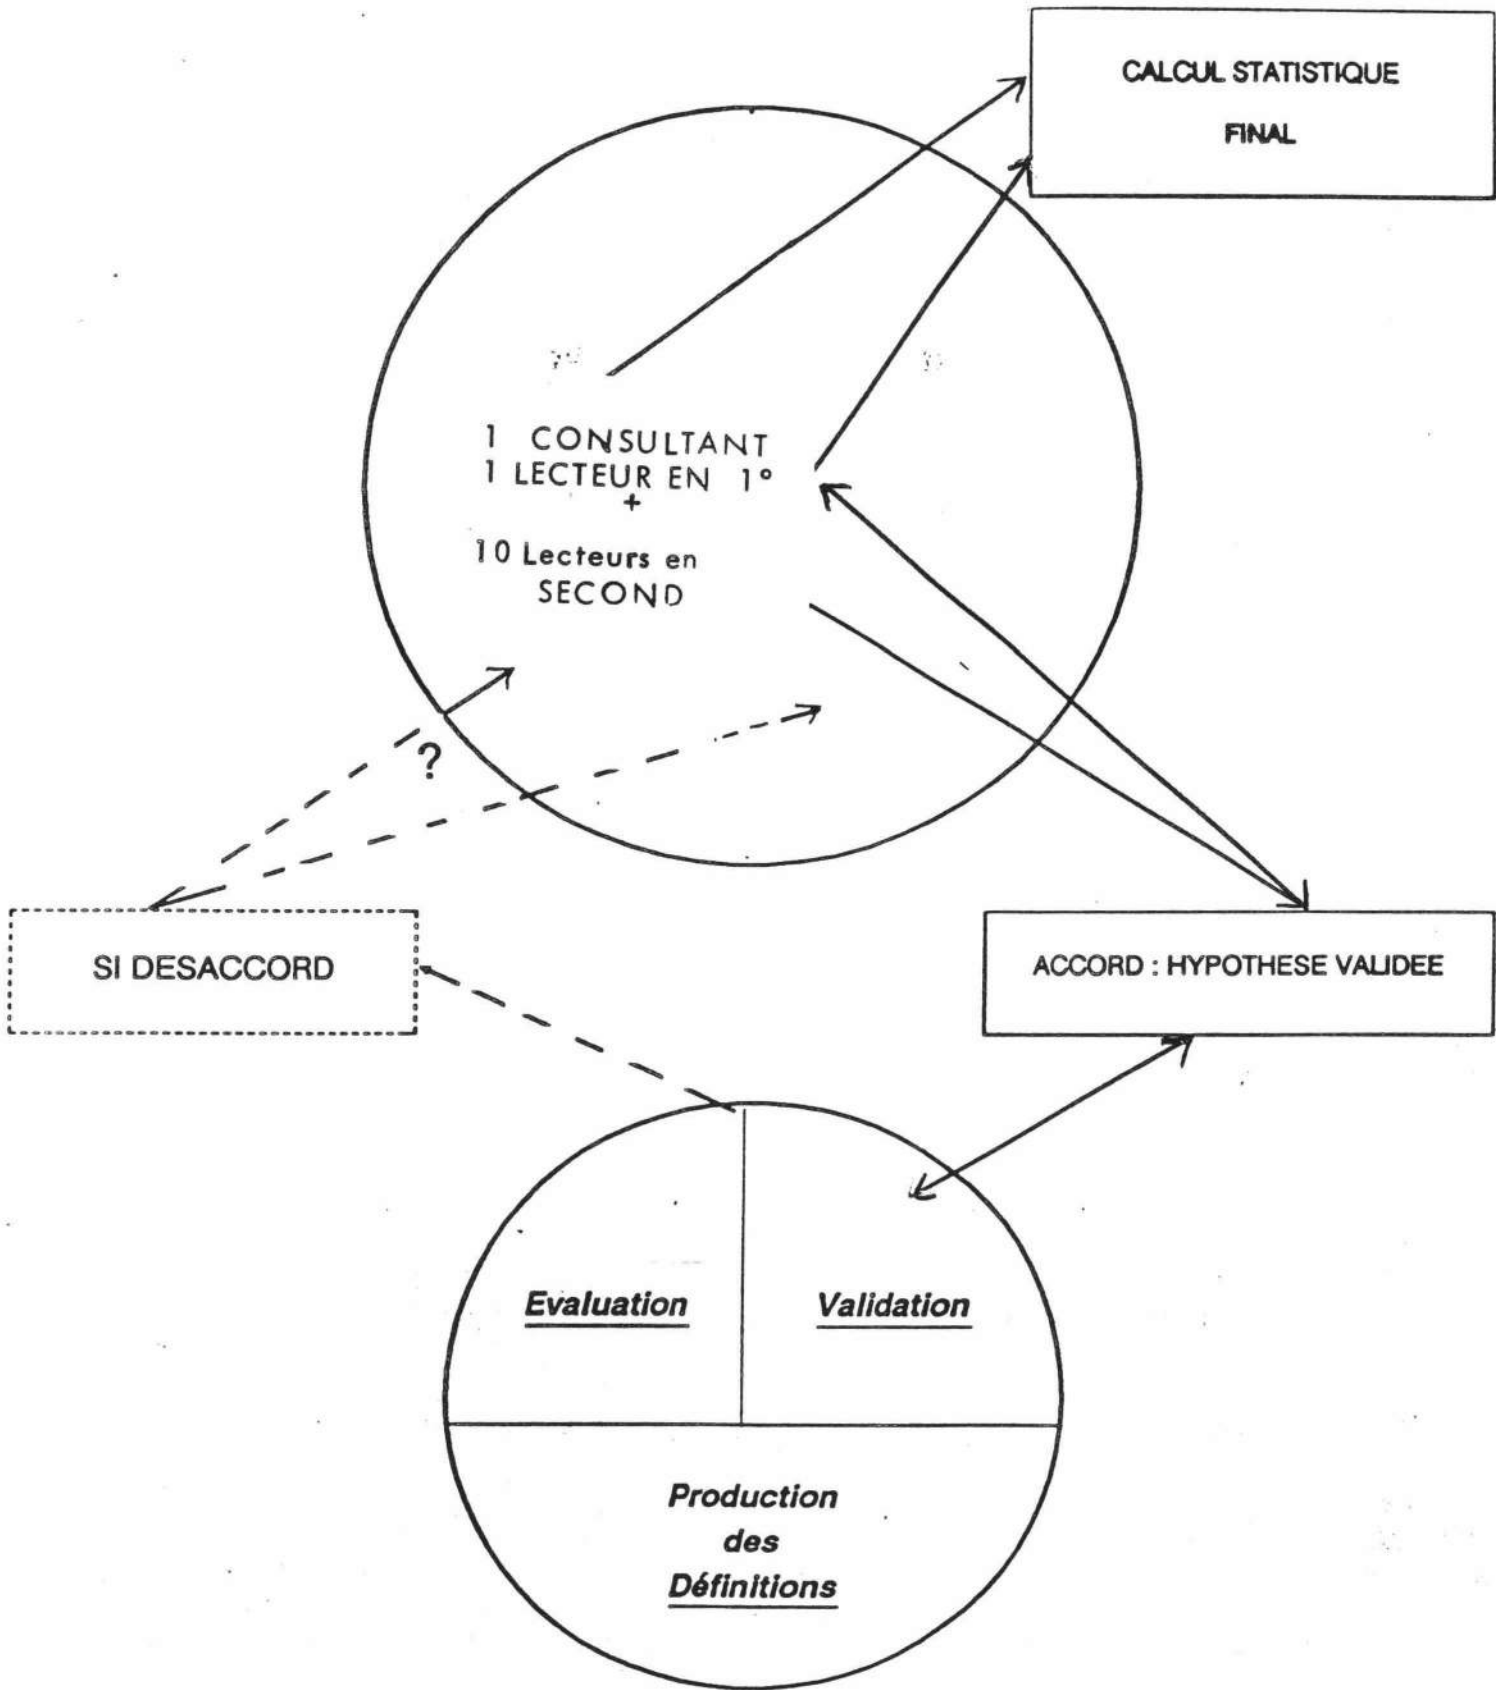 CALCUL STATISTIQUE
FINAL
1 CONSULTANT
1 LECTEUR EN 1°
+
10 Lecteurs en
SECOND
?
SI DESACCORD
ACCORD : HYPOTHESE VALIDEE
Evaluation
Validation
Production
des
Définitions